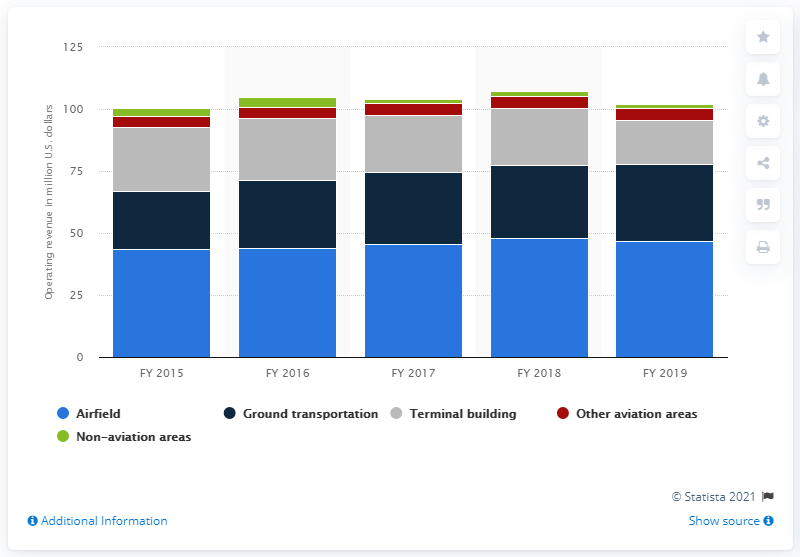 125
100
75
50
25
0
Operating revenue in million U.S. dollars
FY 2015 FY 2016 FY 2017 FY 2018 FY 2019
Airfield Ground transportation Terminal building Other aviation areas
Non-aviation areas
© Statista 2021
Additional Information Show source